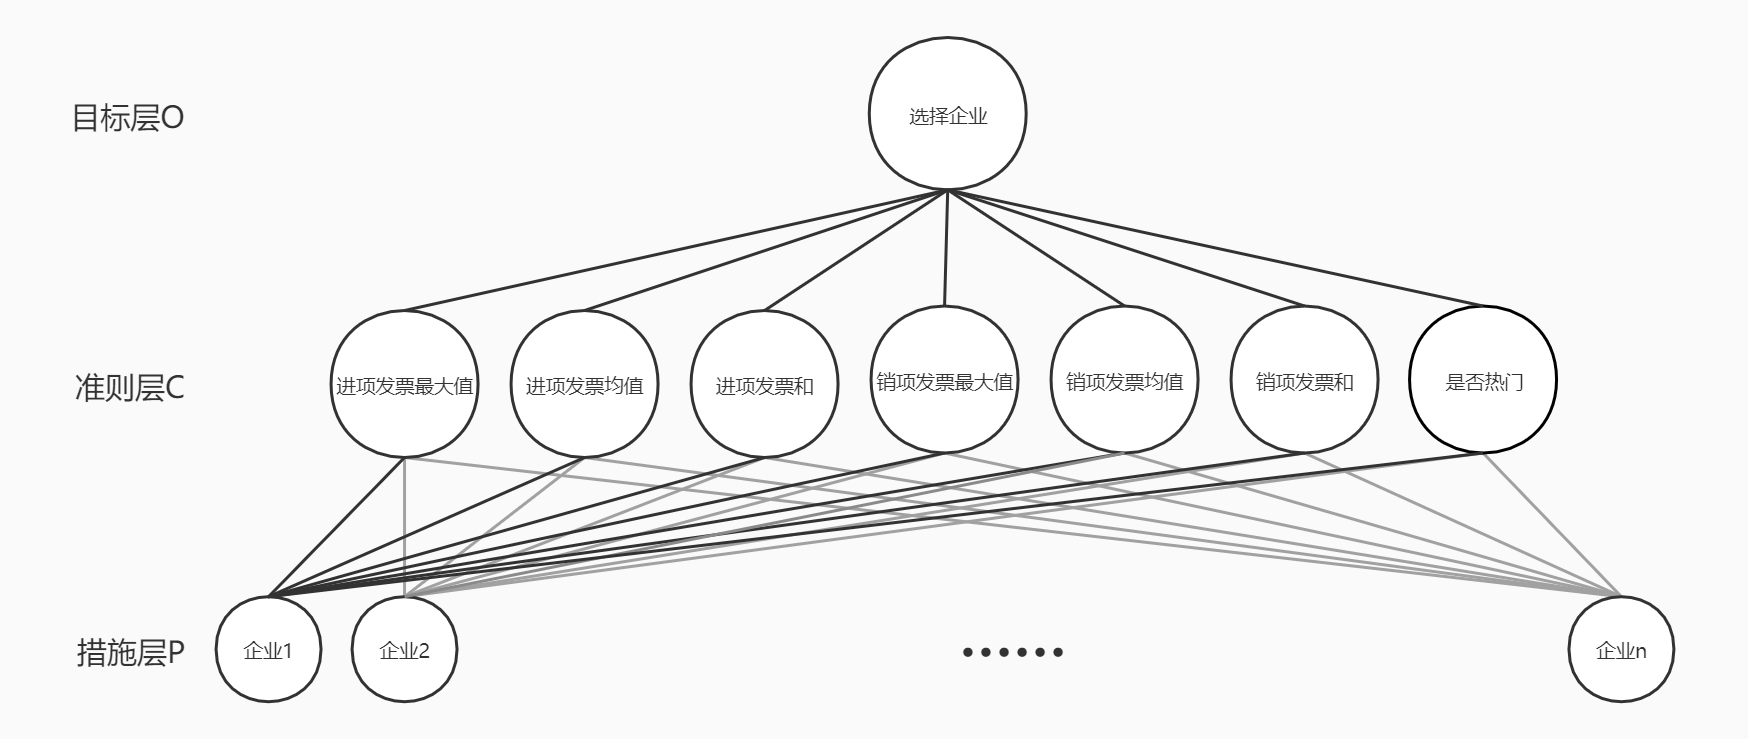 目标层O
选择企业
准则层C
进项发票最大值
进项发票均值
进项发票和
销项发票最大值
销项发票均值
销项发票和
是否热门
措施层P
企业1
企业2
......
企业n